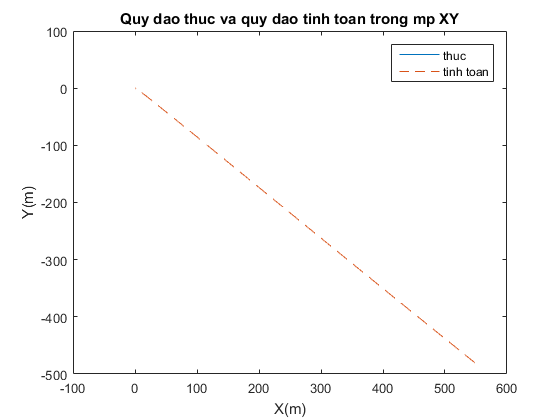 Quy dao thuc va quy dao tinh toan trong mp XY
100
thuc
tinh toan
0
-100
-200
-300
-400
-500
Y(m)
-100 0 100 200 300 400 500 600
X(m)